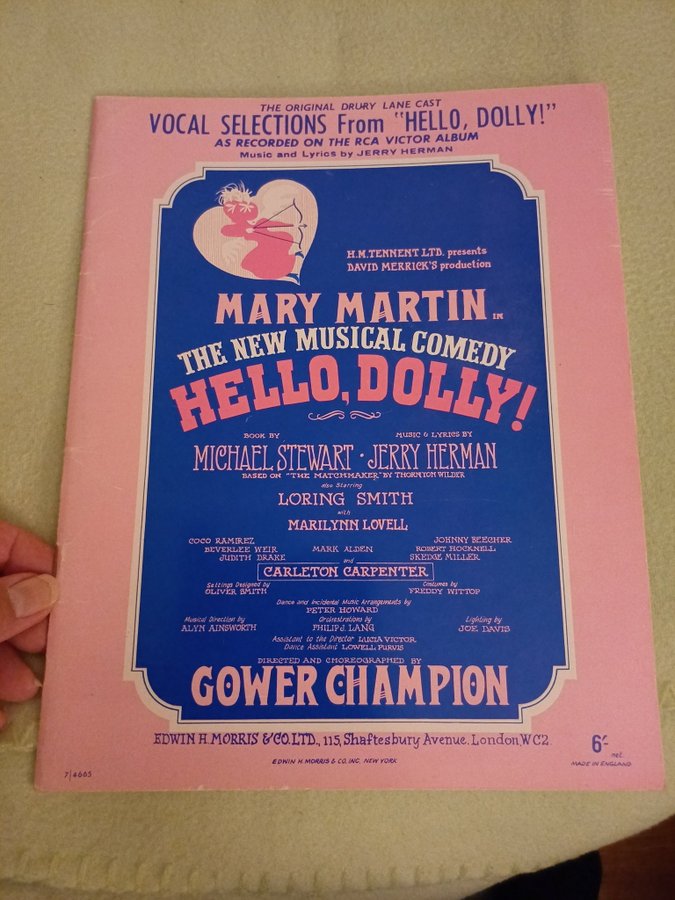 THE ORIGINAL DRURY LANE CAST
VOCAL SELECTIONS From "HELLO, DOLLY!"
AS RECORDED ON THE RCA VICTOR ALBUM
Music and Lyrics by JERRY HERMAN
H.M. TENNENT LTD. presents
DAVID MERRICK'S production
MARY MARTIN IN
THE NEW MUSICAL COMEDY
HELLO, DOLLY!
BOOK BY MUSIC & LYRICS BY
MICHAEL STEWART · JERRY HERMAN
BASED ON "THE MATCHMAKER" BY THORNTON WILDER
also Starring
LORING SMITH
with
MARILYNN LOVELL
COCO RAMIREZ JOHNNY BEECHER
BEVERLEE WEIR MARK ALDEN ROBERT HOCKNELL
JUDITH DRAKE SKEDGE MILLER
and
CARLETON CARPENTER
Settings Designed by Costumes by
OLIVER SMITH FREDDY WITTOP
Dance and Incidental Music Arrangements by
PETER HOWARD
Musical Direction by Orchestrations by Lighting by
ALYN AINSWORTH PHILIP J. LANG JOE DAVIS
Assistant to the Director LUCIA VICTOR
Dance Assistant LOWELL PURVIS
DIRECTED AND CHOREOGRAPHED BY
GOWER CHAMPION
EDWIN H. MORRIS & CO. LTD., 115, Shaftesbury Avenue, London, W.C.2.
6/-
net.
EDWIN H. MORRIS & CO. INC. NEW YORK
MADE IN ENGLAND
7/4665